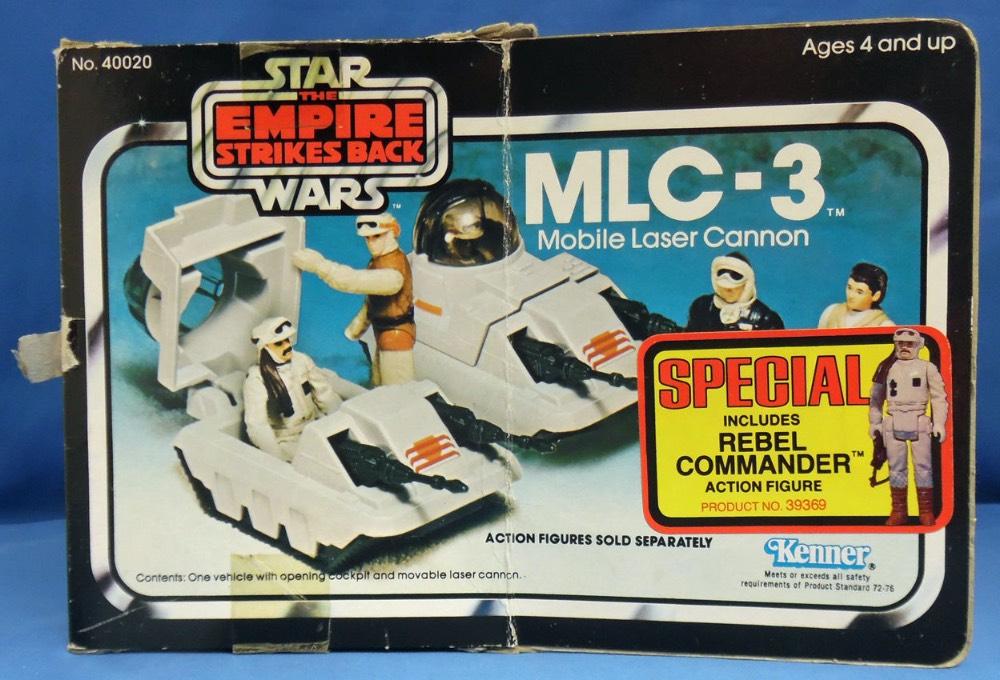 No. 40020
Ages 4 and up
STAR
THE
EMPIRE
STRIKES BACK
WARS™
MLC-3™
Mobile Laser Cannon
SPECIAL
INCLUDES
REBEL
COMMANDER™
ACTION FIGURE
PRODUCT NO. 39369
ACTION FIGURES SOLD SEPARATELY
Kenner®
Contents: One vehicle with opening cockpit and movable laser cannon.
Meets or exceeds all safety
requirements of Product Standard 72-76